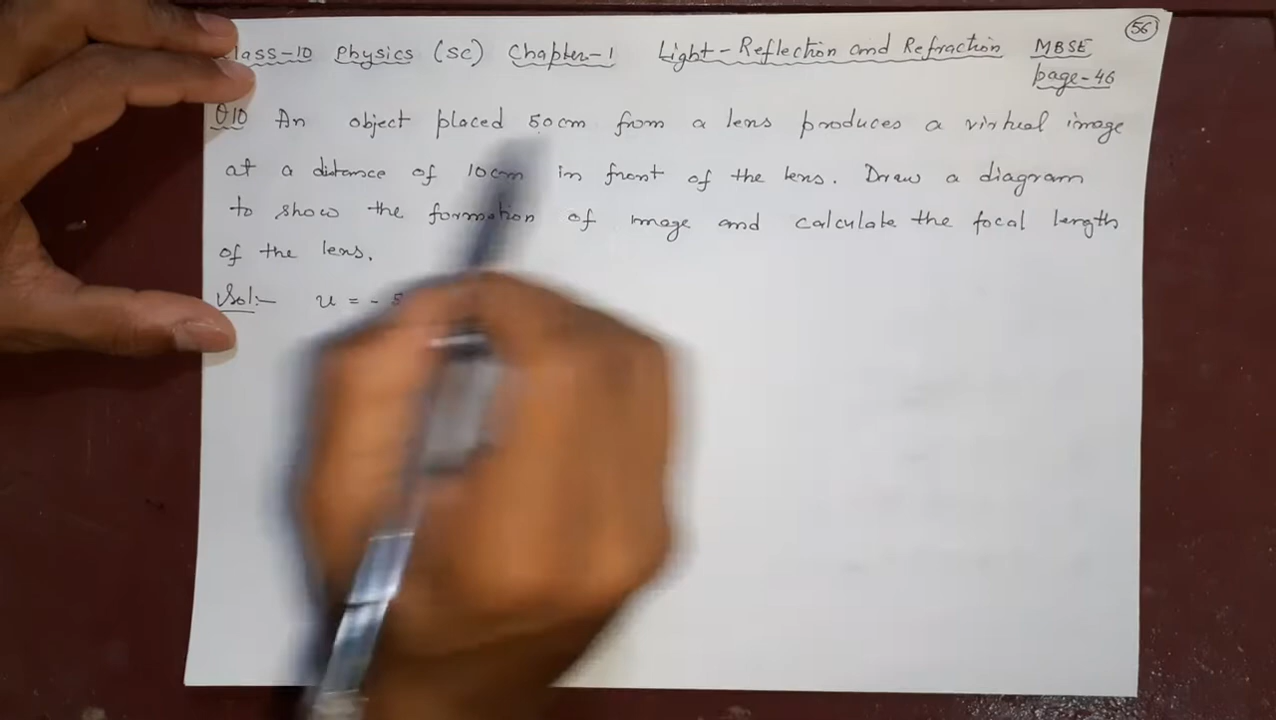 56
lass-10 Physics (SC) Chapter-1 Light-Reflection and Refraction MBSE
page-46
Q10 An object placed 50cm from a lens produces a virtual image
at a distance of 10cm in front of the lens. Draw a diagram
to show the formation of image and calculate the focal length
of the lens.
Sol:- u = - 5